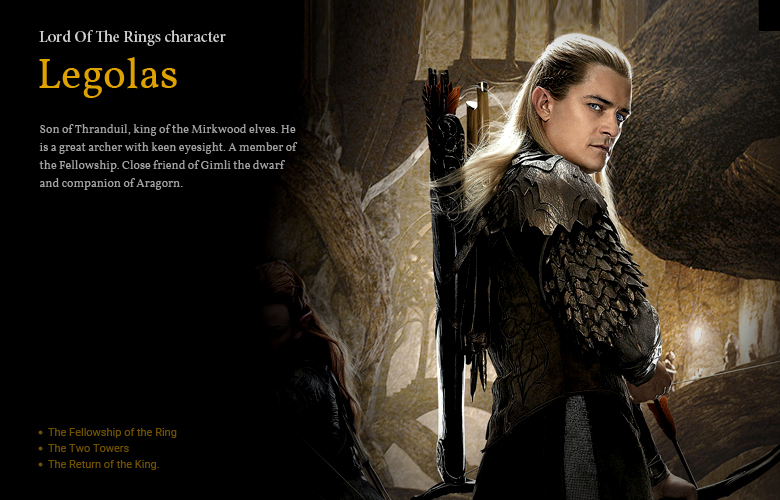 Lord Of The Rings character
Legolas
Son of Thranduil, king of the Mirkwood elves. He
is a great archer with keen eyesight. A member of
the Fellowship. Close friend of Gimli the dwarf
and companion of Aragorn.
• The Fellowship of the Ring
• The Two Towers
• The Return of the King.